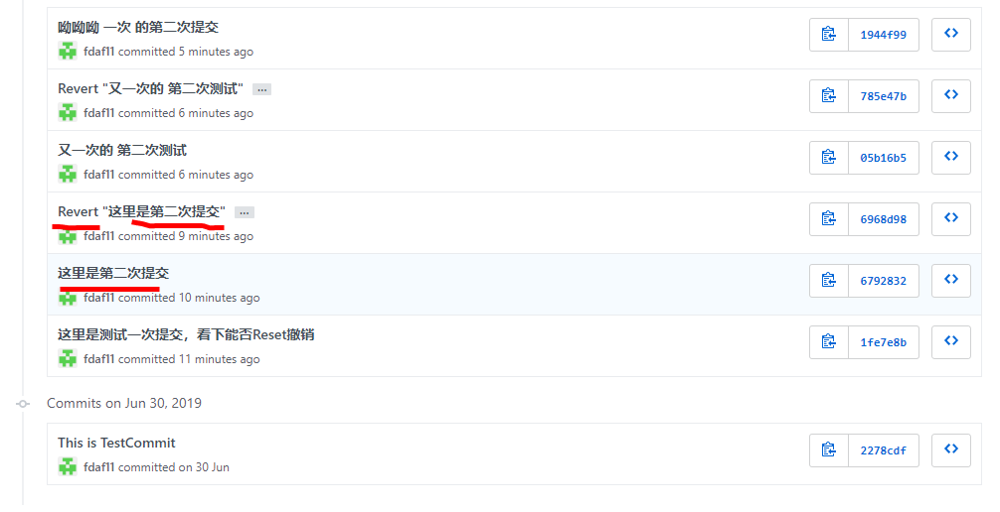 呦呦呦 一次 的第二次提交
fdaf11 committed 5 minutes ago
1944f99
Revert "又一次的 第二次测试" ...
fdaf11 committed 6 minutes ago
785e47b
又一次的 第二次测试
fdaf11 committed 6 minutes ago
05b16b5
Revert "这里是第二次提交" ...
fdaf11 committed 9 minutes ago
6968d98
这里是第二次提交
fdaf11 committed 10 minutes ago
6792832
这里是测试一次提交，看下能否Reset撤销
fdaf11 committed 11 minutes ago
1fe7e8b
Commits on Jun 30, 2019
This is TestCommit
fdaf11 committed on 30 Jun
2278cdf